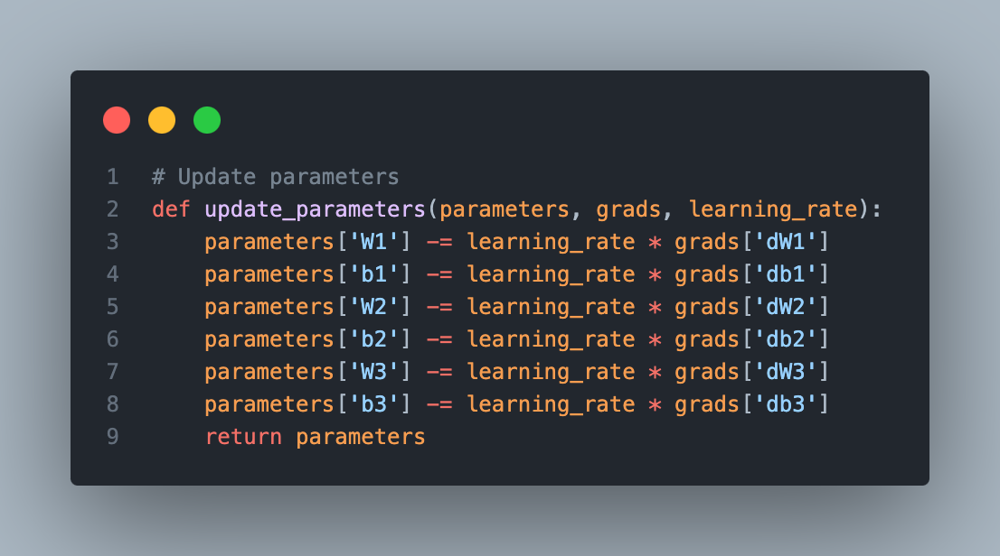 1 # Update parameters
2 def update_parameters(parameters, grads, learning_rate):
3     parameters['W1'] -= learning_rate * grads['dW1']
4     parameters['b1'] -= learning_rate * grads['db1']
5     parameters['W2'] -= learning_rate * grads['dW2']
6     parameters['b2'] -= learning_rate * grads['db2']
7     parameters['W3'] -= learning_rate * grads['dW3']
8     parameters['b3'] -= learning_rate * grads['db3']
9     return parameters